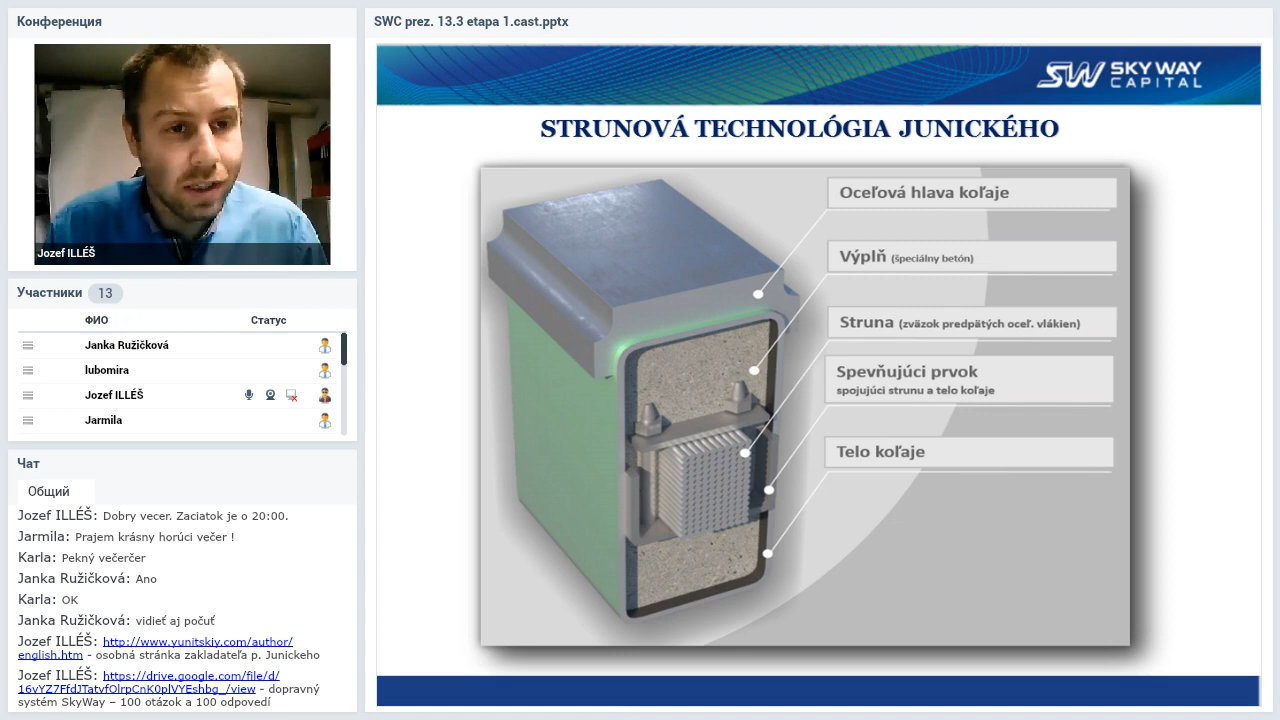 Конференция
Jozef ILLÉŠ
Участники 13
ФИО Статус
Janka Ružičková
lubomira
Jozef ILLÉŠ
Jarmila
Чат
Общий
Jozef ILLÉŠ: Dobry vecer. Zaciatok je o 20:00.
Jarmila: Prajem krásny horúci večer !
Karla: Pekný večerčer
Janka Ružičková: Ano
Karla: OK
Janka Ružičková: vidieť aj počuť
Jozef ILLÉŠ: http://www.yunitskiy.com/author/
english.htm - osobná stránka zakladateľa p. Junickeho
Jozef ILLÉŠ: https://drive.google.com/file/d/
16vYZ7FfdJTatvfOlrpCnK0plVYEshbg_/view - dopravný
systém SkyWay – 100 otázok a 100 odpovedí
SWC prez. 13.3 etapa 1.cast.pptx
SW SKY WAY
CAPITAL
STRUNOVÁ TECHNOLÓGIA JUNICKÉHO
Oceľová hlava koľaje
Výplň (špeciálny betón)
Struna (zväzok predpätých oceľ. vlákien)
Spevňujúci prvok
spojujúci strunu a telo koľaje
Telo koľaje